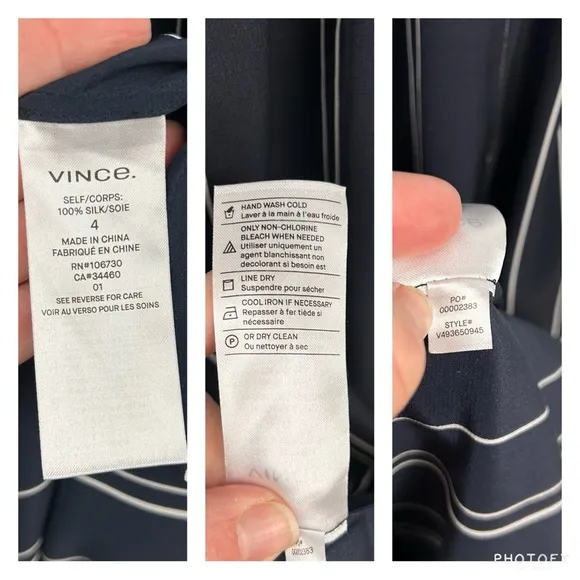 VINCE.
SELF/CORPS:
100% SILK/SOIE
4
MADE IN CHINA
FABRIQUÉ EN CHINE
RN#106730
CA#34460
01
SEE REVERSE FOR CARE
VOIR AU VERSO POUR LES SOINS
HAND WASH COLD
Laver à la main à l'eau froide
ONLY NON-CHLORINE
BLEACH WHEN NEEDED
Utiliser uniquement un
agent blanchissant non
decolorant si besoin est
LINE DRY
Suspendre pour sécher
COOL IRON IF NECESSARY
Repasser à fer tiède si
nécessaire
P
OR DRY CLEAN
Ou nettoyer à sec
PO#
00002383
STYLE#
V493650945